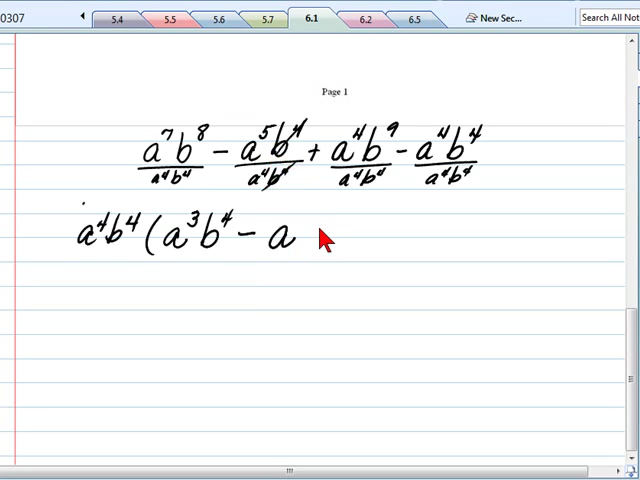 0307 5.4 5.5 5.6 5.7 6.1 6.2 6.5 New Sec... Search All Not
Page 1
a⁷b⁸/a⁴b⁴ - a⁵b⁴/a⁴b⁴ + a⁴b⁹/a⁴b⁴ - a⁴b⁴/a⁴b⁴
a⁴b⁴ (a³b⁴ - a